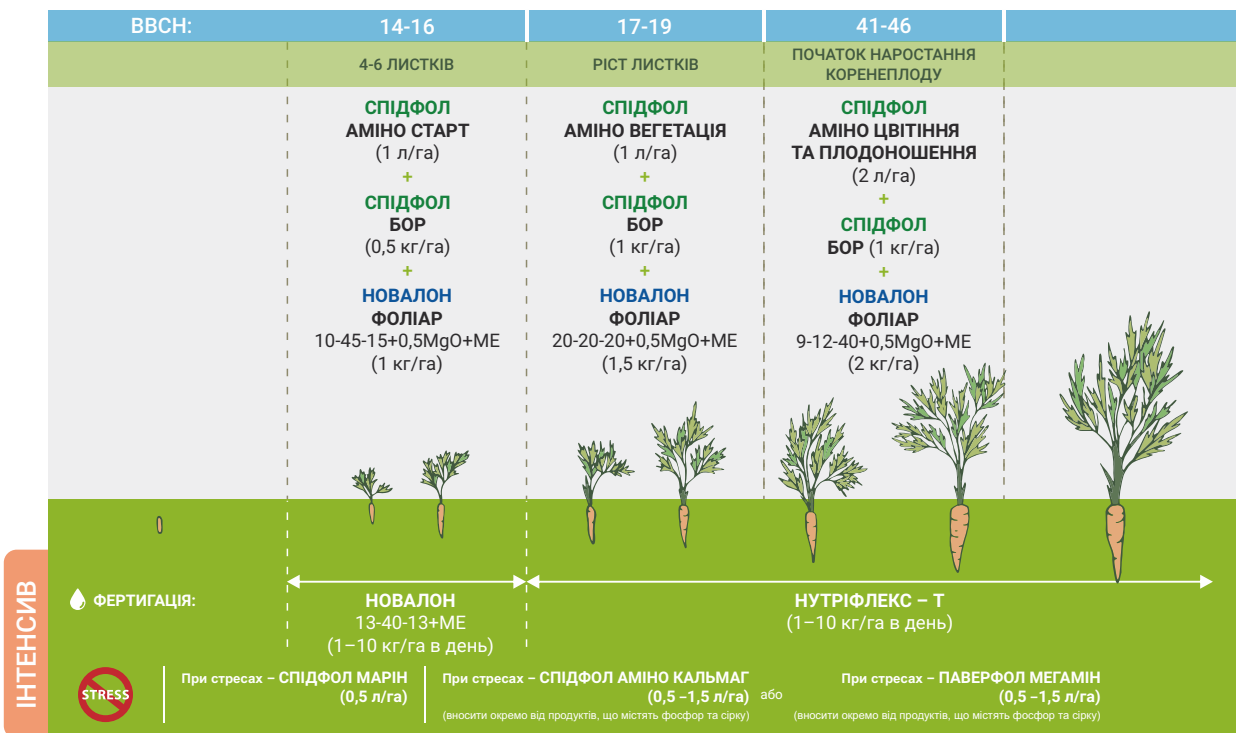 ВВСН:
14-16
17-19
41-46
4-6 ЛИСТКІВ
РІСТ ЛИСТКІВ
ПОЧАТОК НАРОСТАННЯ
КОРЕНЕПЛОДУ
СПІДФОЛ
АМІНО СТАРТ
(1 л/га)
+
СПІДФОЛ
БОР
(0,5 кг/га)
+
НОВАЛОН
ФОЛІАР
10-45-15+0,5MgO+ME
(1 кг/га)
СПІДФОЛ
АМІНО ВЕГЕТАЦІЯ
(1 л/га)
+
СПІДФОЛ
БОР
(1 кг/га)
+
НОВАЛОН
ФОЛІАР
20-20-20+0,5MgO+ME
(1,5 кг/га)
СПІДФОЛ
АМІНО ЦВІТІННЯ
ТА ПЛОДОНОШЕННЯ
(2 л/га)
+
СПІДФОЛ
БОР (1 кг/га)
+
НОВАЛОН
ФОЛІАР
9-12-40+0,5MgO+ME
(2 кг/га)
ІНТЕНСИВ
ФЕРТИГАЦІЯ:
НОВАЛОН
13-40-13+ME
(1–10 кг/га в день)
НУТРІФЛЕКС – Т
(1–10 кг/га в день)
STRESS
При стресах – СПІДФОЛ МАРІН
(0,5 л/га)
При стресах – СПІДФОЛ АМІНО КАЛЬМАГ
(0,5 –1,5 л/га)
(вносити окремо від продуктів, що містять фосфор та сірку)
або
При стресах – ПАВЕРФОЛ МЕГАМІН
(0,5 –1,5 л/га)
(вносити окремо від продуктів, що містять фосфор та сірку)